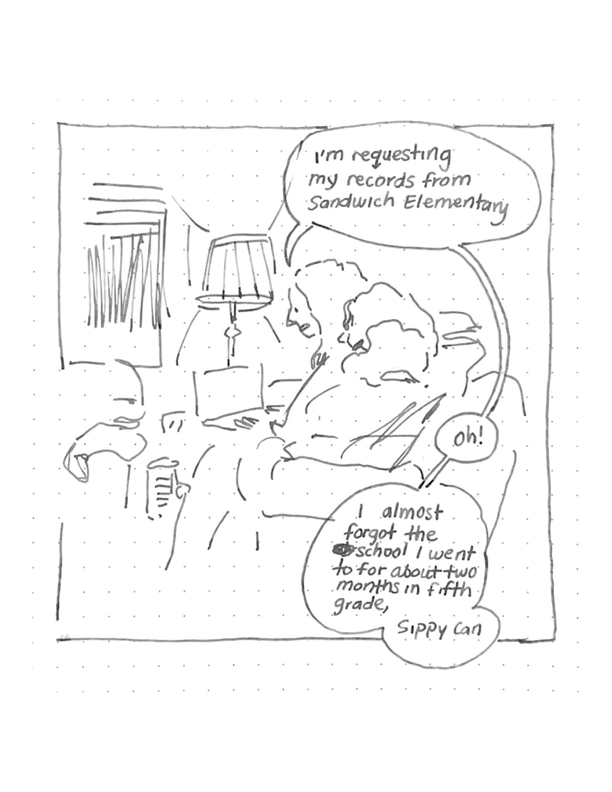 I'm requesting
my records from
Sandwich Elementary
oh!
I almost
forgot the
school I went
to for about two
months in fifth
grade,
Sippy Can